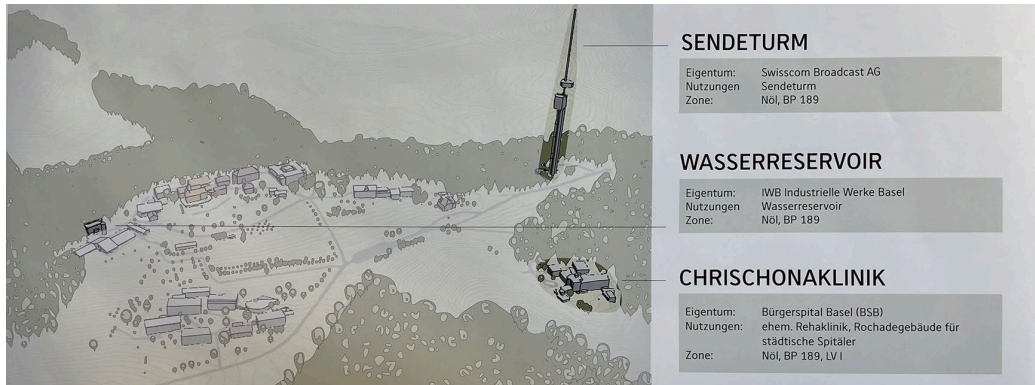 SENDETURM
Eigentum: Swisscom Broadcast AG
Nutzungen Sendeturm
Zone: Nöl, BP 189
WASSERRESERVOIR
Eigentum: IWB Industrielle Werke Basel
Nutzungen Wasserreservoir
Zone: Nöl, BP 189
CHRISCHONAKLINIK
Eigentum: Bürgerspital Basel (BSB)
Nutzungen: ehem. Rehaklinik, Rochadegebäude für
städtische Spitäler
Zone: Nöl, BP 189, LV I